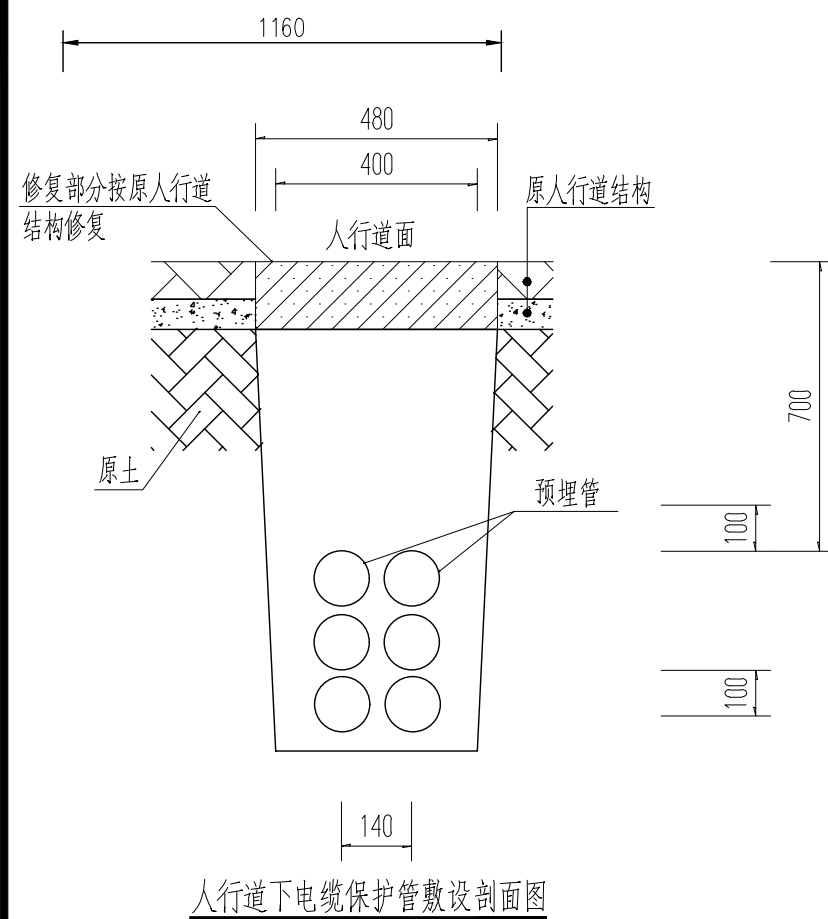 1160
480
400
修复部分按原人行道
结构修复
人行道面
原人行道结构
700
原土
预埋管
100
100
140
人行道下电缆保护管敷设剖面图